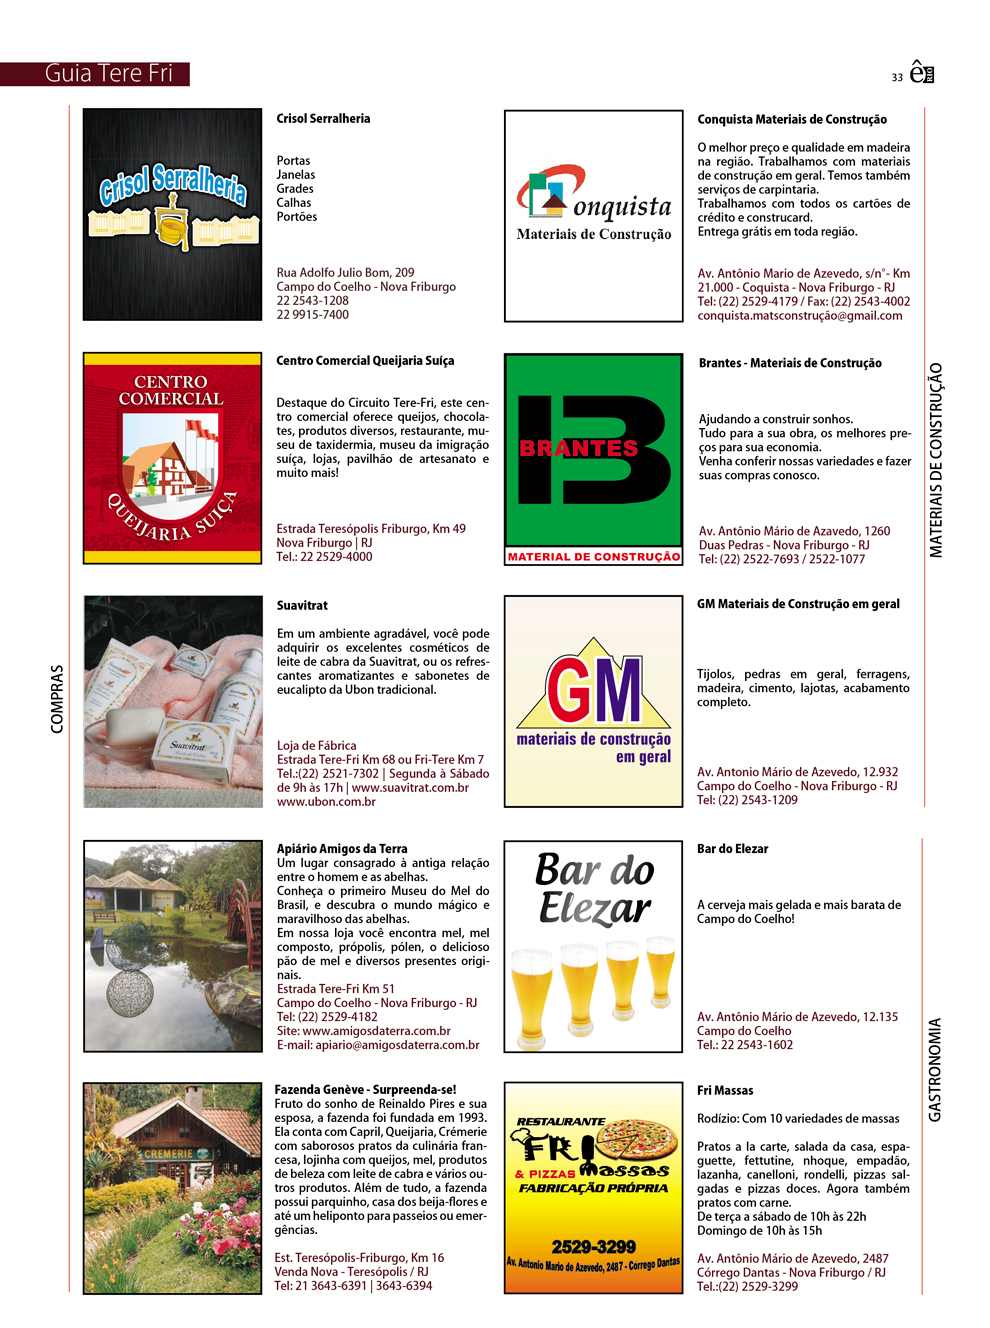 Guia Tere Fri
33
ê
COMPRAS
Crisol Serralheria
Crisol Serralheria
Portas
Janelas
Grades
Calhas
Portões
Rua Adolfo Julio Bom, 209
Campo do Coelho - Nova Friburgo
22 2543-1208
22 9915-7400
CENTRO
COMERCIAL
QUEIJARIA SUIÇA
Centro Comercial Queijaria Suíça
Destaque do Circuito Tere-Fri, este cen-
tro comercial oferece queijos, chocola-
tes, produtos diversos, restaurante, mu-
seu de taxidermia, museu da imigração
suíça, lojas, pavilhão de artesanato e
muito mais!
Estrada Teresópolis Friburgo, Km 49
Nova Friburgo | RJ
Tel.: 22 2529-4000
Suavitrat
Suavitrat
Em um ambiente agradável, você pode
adquirir os excelentes cosméticos de
leite de cabra da Suavitrat, ou os refres-
cantes aromatizantes e sabonetes de
eucalipto da Ubon tradicional.
Loja de Fábrica
Estrada Tere-Fri Km 68 ou Fri-Tere Km 7
Tel.:(22) 2521-7302 | Segunda à Sábado
de 9h às 17h | www.suavitrat.com.br
www.ubon.com.br
Apiário Amigos da Terra
Um lugar consagrado à antiga relação
entre o homem e as abelhas.
Conheça o primeiro Museu do Mel do
Brasil, e descubra o mundo mágico e
maravilhoso das abelhas.
Em nossa loja você encontra mel, mel
composto, própolis, pólen, o delicioso
pão de mel e diversos presentes origi-
nais.
Estrada Tere-Fri Km 51
Campo do Coelho - Nova Friburgo - RJ
Tel: (22) 2529-4182
Site: www.amigosdaterra.com.br
E-mail: apiario@amigosdaterra.com.br
CREMERIE
Fazenda Genève - Surpreenda-se!
Fruto do sonho de Reinaldo Pires e sua
esposa, a fazenda foi fundada em 1993.
Ela conta com Capril, Queijaria, Crémerie
com saborosos pratos da culinária fran-
cesa, lojinha com queijos, mel, produtos
de beleza com leite de cabra e vários ou-
tros produtos. Além de tudo, a fazenda
possui parquinho, casa dos beija-flores e
até um heliponto para passeios ou emer-
gências.
Est. Teresópolis-Friburgo, Km 16
Venda Nova - Teresópolis / RJ
Tel: 21 3643-6391 | 3643-6394
MATERIAIS DE CONSTRUÇÃO
Conquista
Materiais de Construção
Conquista Materiais de Construção
O melhor preço e qualidade em madeira
na região. Trabalhamos com materiais
de construção em geral. Temos também
serviços de carpintaria.
Trabalhamos com todos os cartões de
crédito e construcard.
Entrega grátis em toda região.
Av. Antônio Mario de Azevedo, s/n°- Km
21.000 - Coquista - Nova Friburgo - RJ
Tel: (22) 2529-4179 / Fax: (22) 2543-4002
conquista.matsconstrução@gmail.com
B
BRANTES
MATERIAL DE CONSTRUÇÃO
Brantes - Materiais de Construção
Ajudando a construir sonhos.
Tudo para a sua obra, os melhores pre-
ços para sua economia.
Venha conferir nossas variedades e fazer
suas compras conosco.
Av. Antônio Mário de Azavedo, 1260
Duas Pedras - Nova Friburgo - RJ
Tel: (22) 2522-7693 / 2522-1077
GM
materiais de construção
em geral
GM Materiais de Construção em geral
Tijolos, pedras em geral, ferragens,
madeira, cimento, lajotas, acabamento
completo.
Av. Antonio Mário de Azevedo, 12.932
Campo do Coelho - Nova Friburgo - RJ
Tel: (22) 2543-1209
GASTRONOMIA
Bar do
Elezar
Bar do Elezar
A cerveja mais gelada e mais barata de
Campo do Coelho!
Av. Antônio Mário de Azevedo, 12.135
Campo do Coelho
Tel.: 22 2543-1602
RESTAURANTE
FRI
& PIZZAS Massas
FABRICAÇÃO PRÓPRIA
2529-3299
Av. Antonio Mario de Azevedo, 2487 - Corrego Dantas
Fri Massas
Rodízio: Com 10 variedades de massas
Pratos a la carte, salada da casa, espa-
guette, fettutine, nhoque, empadão,
lazanha, canelloni, rondelli, pizzas sal-
gadas e pizzas doces. Agora também
pratos com carne.
De terça a sábado de 10h às 22h
Domingo de 10h às 15h
Av. Antônio Mário de Azevedo, 2487
Córrego Dantas - Nova Friburgo / RJ
Tel.:(22) 2529-3299